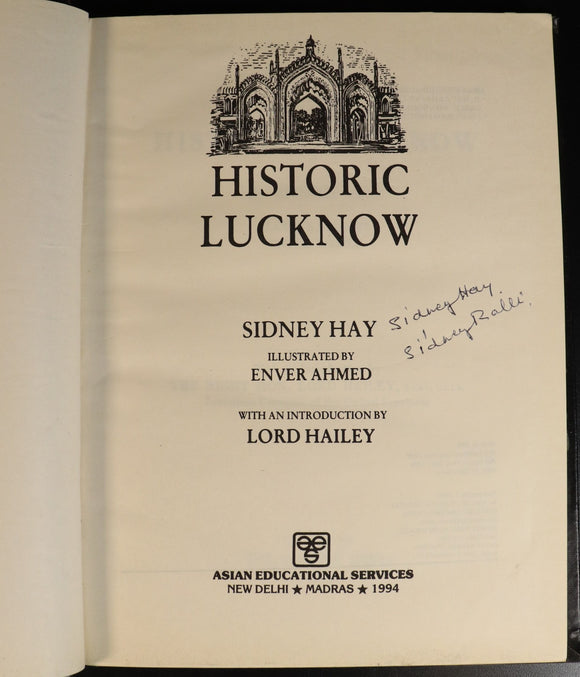 HISTORIC
LUCKNOW
SIDNEY HAY
Sidney Hay.
Sidney Ralli.
ILLUSTRATED BY
ENVER AHMED
WITH AN INTRODUCTION BY
LORD HAILEY
ASIAN EDUCATIONAL SERVICES
NEW DELHI ★ MADRAS ★ 1994